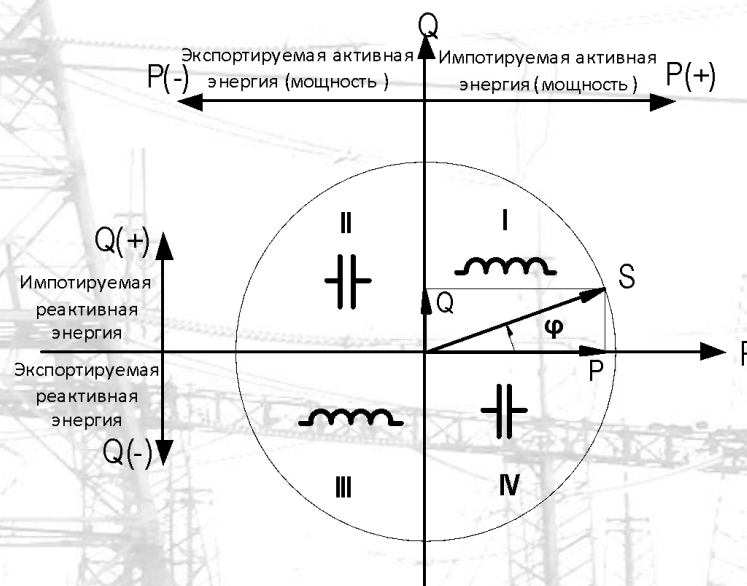 Q
Экспортируемая активная
энергия (мощность )
Импотируемая активная
энергия (мощность )
P(-)
P(+)
II
I
Q(+)
Импотируемая
реактивная
энергия
Q
S
φ
P
P
Экспортируемая
реактивная
энергия
Q(-)
III
IV